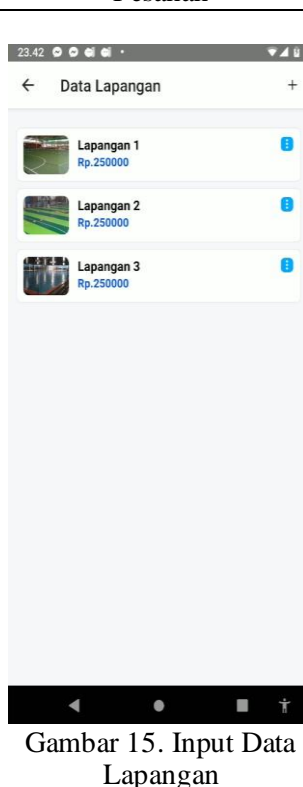 Pesanan
23.42
Data Lapangan +
Lapangan 1
Rp.250000
Lapangan 2
Rp.250000
Lapangan 3
Rp.250000
Gambar 15. Input Data
Lapangan